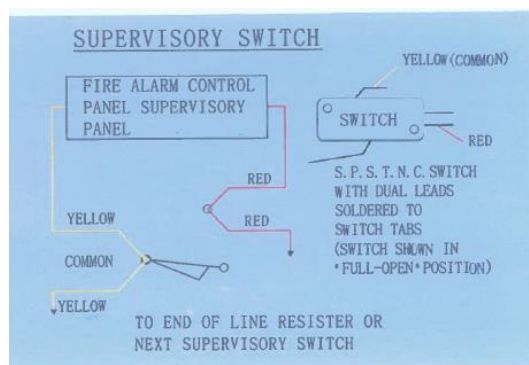 SUPERVISORY SWITCH
FIRE ALARM CONTROL
PANEL SUPERVISORY
PANEL
YELLOW(COMMON)
SWITCH
RED
S.P.S.T.N.C.SWITCH
WITH DUAL LEADS
SOLDERED TO
SWITCH TABS
(SWITCH SHOWN IN
"FULL-OPEN"POSITION)
RED
RED
YELLOW
COMMON
YELLOW
TO END OF LINE RESISTER OR
NEXT SUPERVISORY SWITCH